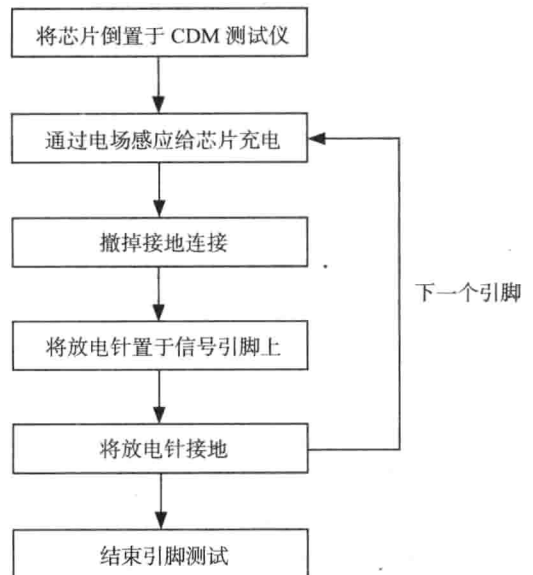 将芯片倒置于 CDM 测试仪
通过电场感应给芯片充电
撤掉接地连接
下一个引脚
将放电针置于信号引脚上
将放电针接地
结束引脚测试